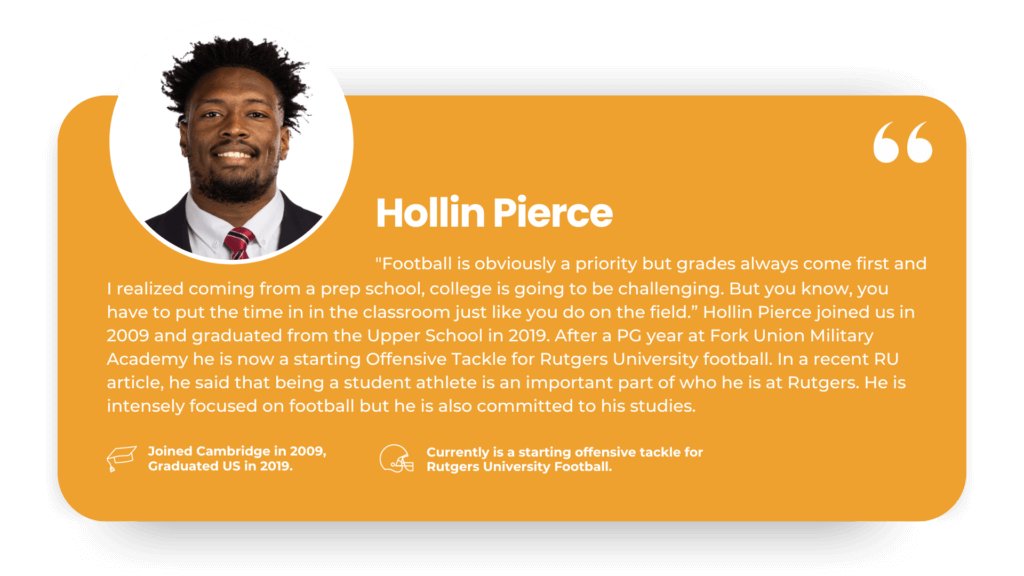 Hollin Pierce
"Football is obviously a priority but grades always come first and
I realized coming from a prep school, college is going to be challenging. But you know, you
have to put the time in in the classroom just like you do on the field.” Hollin Pierce joined us in
2009 and graduated from the Upper School in 2019. After a PG year at Fork Union Military
Academy he is now a starting Offensive Tackle for Rutgers University football. In a recent RU
article, he said that being a student athlete is an important part of who he is at Rutgers. He is
intensely focused on football but he is also committed to his studies.
Joined Cambridge in 2009,
Graduated US in 2019.
Currently is a starting offensive tackle for
Rutgers University Football.